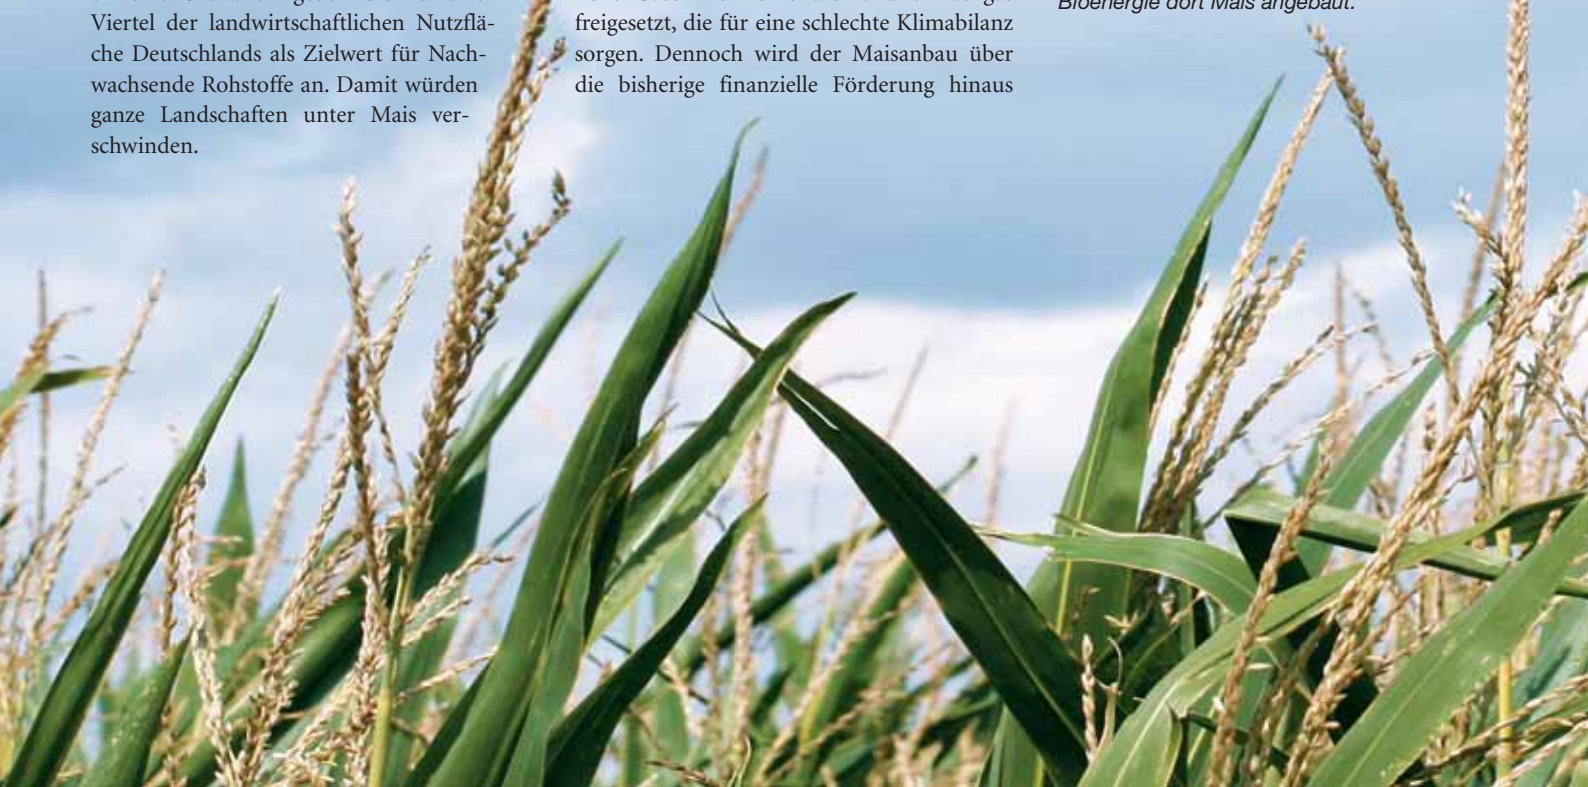 Viertel der landwirtschaftlichen Nutzflä-
che Deutschlands als Zielwert für Nach-
wachsende Rohstoffe an. Damit würden
ganze Landschaften unter Mais ver-
schwinden.
freigesetzt, die für eine schlechte Klimabilanz
sorgen. Dennoch wird der Maisanbau über
die bisherige finanzielle Förderung hinaus
Bioenergie dort Mais angebaut.